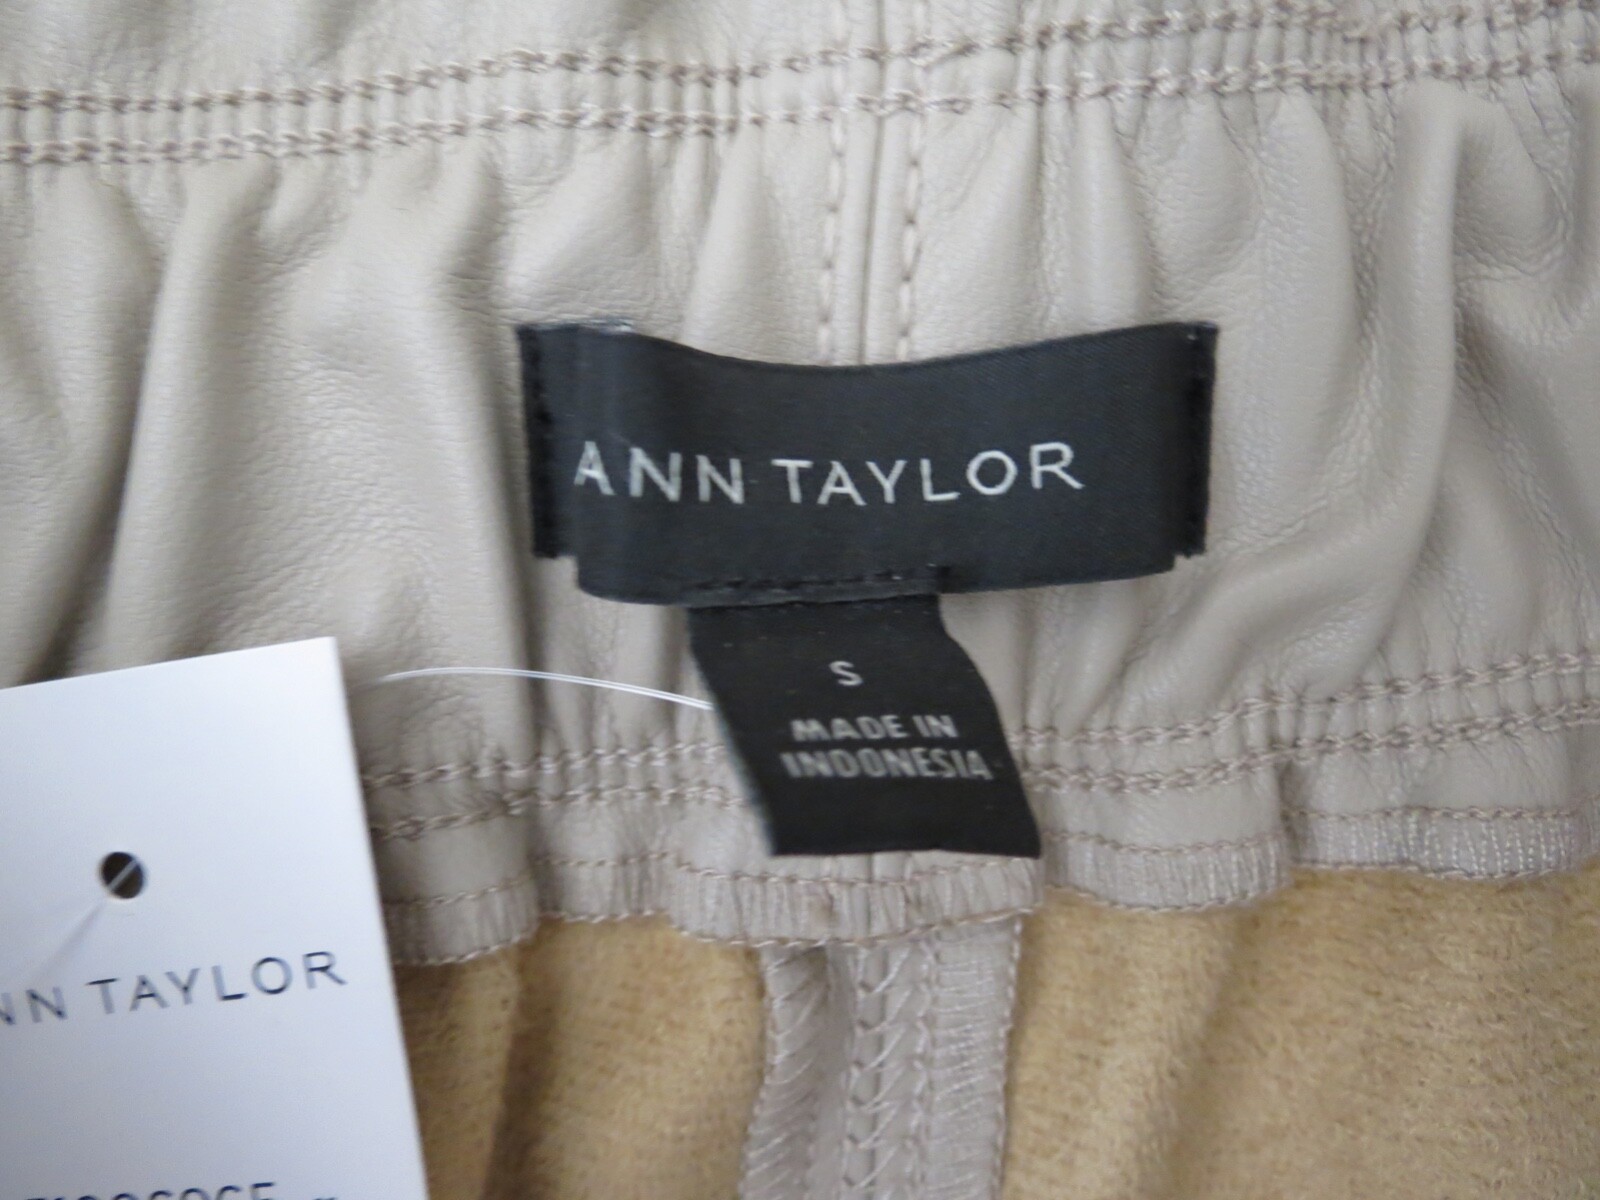 ANN TAYLOR
S
MADE IN
INDONESIA
NN TAYLOR